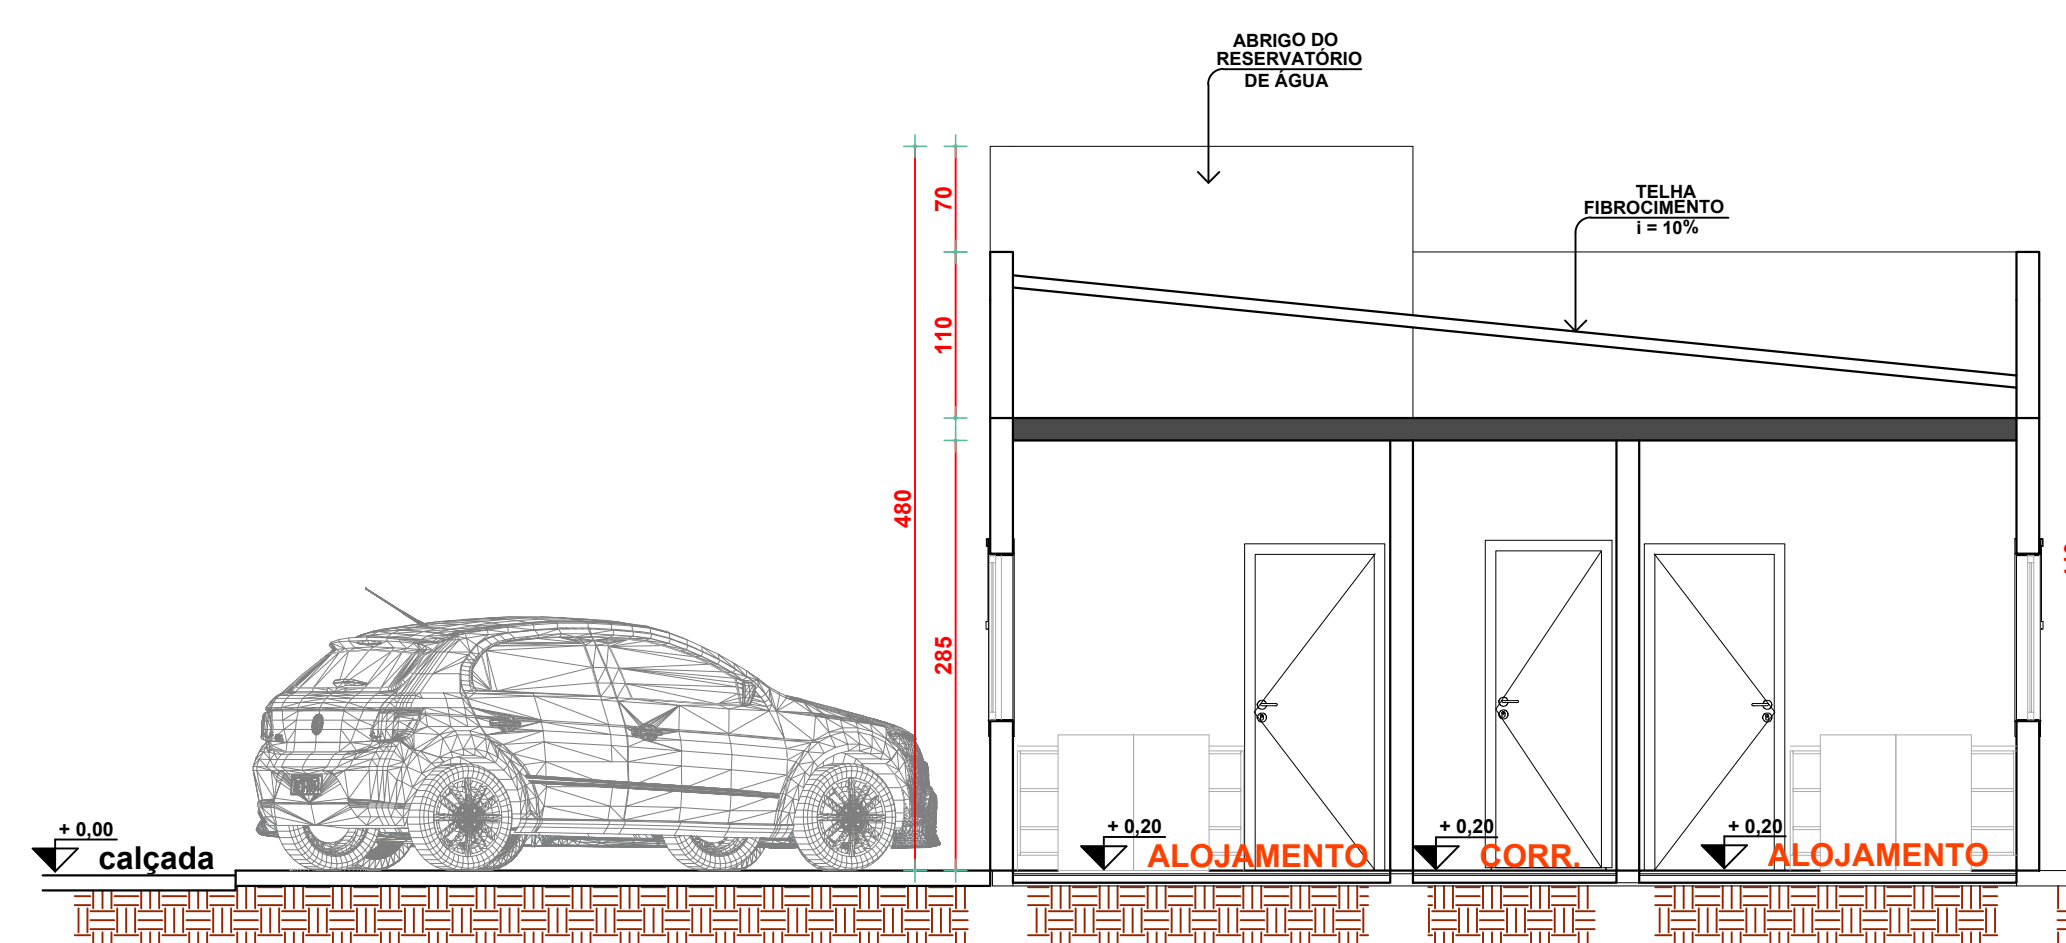 ABRIGO DO
RESERVATÓRIO
DE ÁGUA
TELHA
FIBROCIMENTO
i = 10%
70
110
480
285
+ 0,00
calçada
+ 0,20
ALOJAMENTO
+ 0,20
CORR.
+ 0,20
ALOJAMENTO